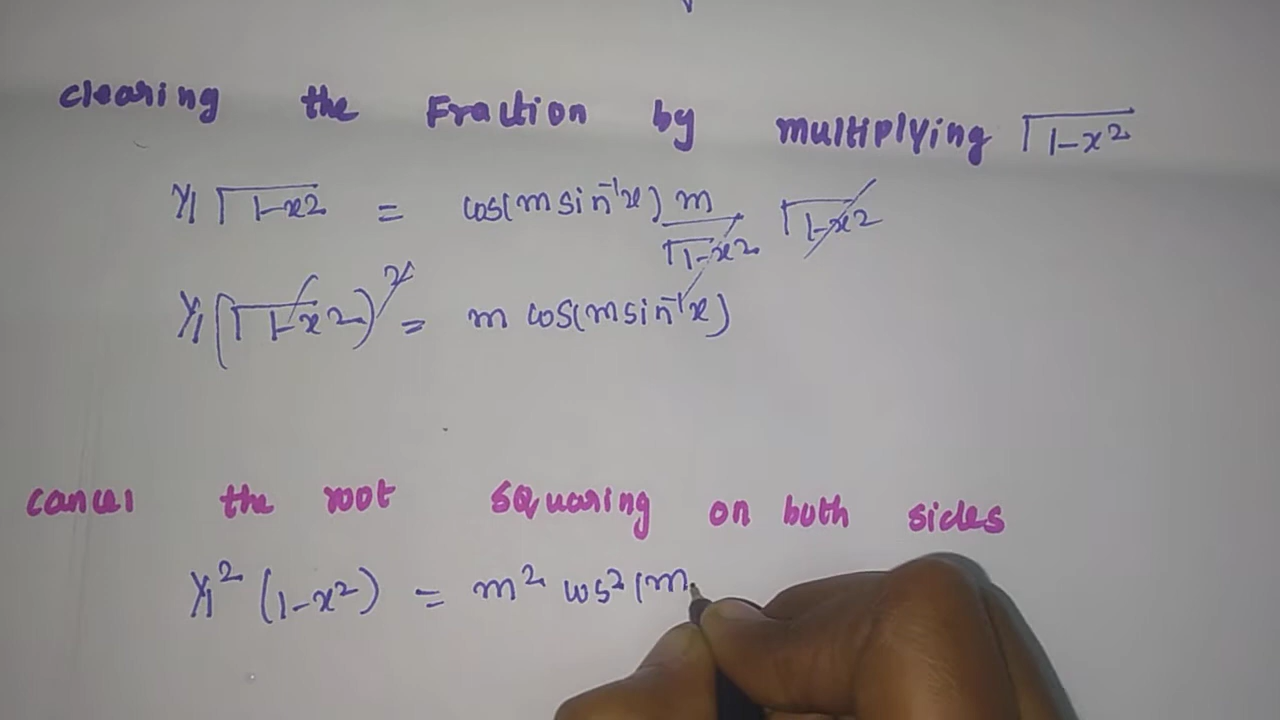 clearing the Fraction by multiplying √1-x²
y₁ √1-x² = cos(m sin⁻¹x) m/√1-x² √1-x²
y₁(√1-x²)² = m cos(m sin⁻¹x)
cancel the root squaring on both sides
y₁² (1-x²) = m² cos² (m